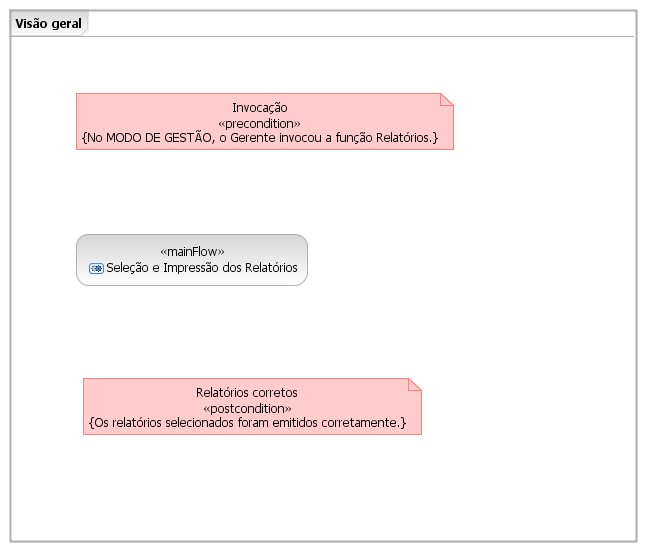 Visão geral
Invocação
«precondition»
{No MODO DE GESTÃO, o Gerente invocou a função Relatórios.}
«mainFlow»
Seleção e Impressão dos Relatórios
Relatórios corretos
«postcondition»
{Os relatórios selecionados foram emitidos corretamente.}